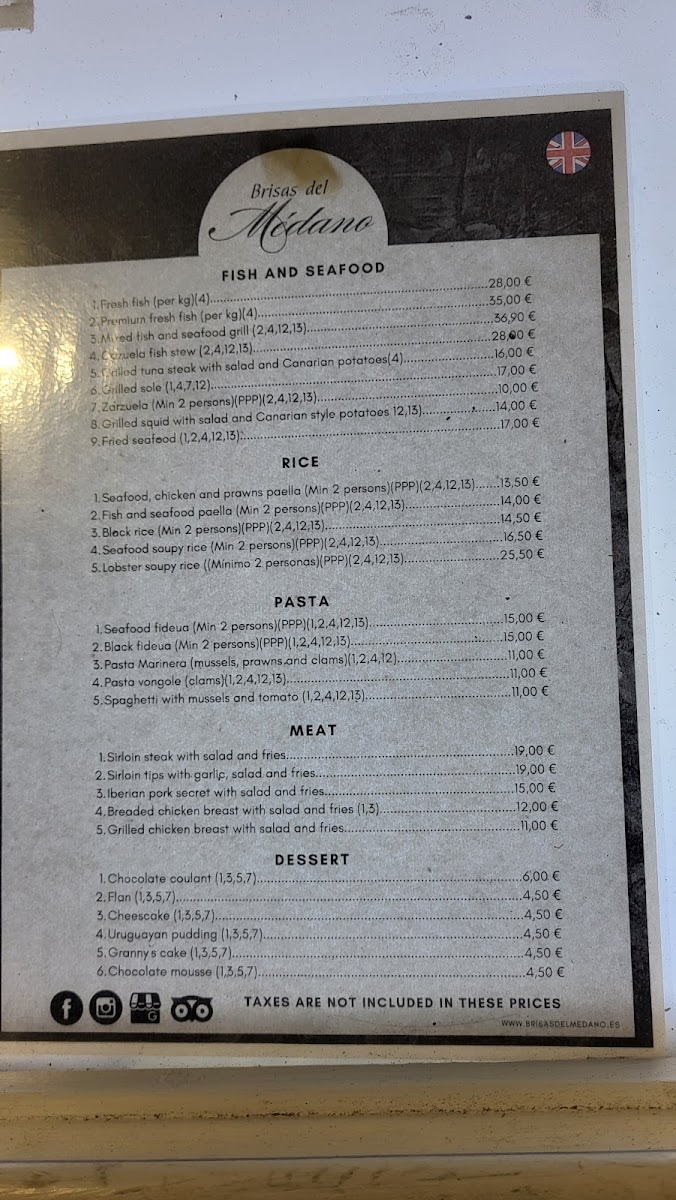 Brisas del
Médano
FISH AND SEAFOOD
1. Fresh fish (per kg)(4)...28,00 €
2. Premium fresh fish (per kg)(4)...35,00 €
3. Mixed fish and seafood grill (2,4,12,13)...36,90 €
4. Cazuela fish stew (2,4,12,13)...28,00 €
5. Grilled tuna steak with salad and Canarian potatoes(4)...16,00 €
6. Grilled sole (1,4,7,12)...17,00 €
7. Zarzuela (Min 2 persons)(PPP)(2,4,12,13)...10,00 €
8. Grilled squid with salad and Canarian style potatoes 12,13)...14,00 €
9. Fried seafood (1,2,4,12,13)...17,00 €
RICE
1. Seafood, chicken and prawns paella (Min 2 persons)(PPP)(2,4,12,13)...13,50 €
2. Fish and seafood paella (Min 2 persons)(PPP)(2,4,12,13)...14,00 €
3. Black rice (Min 2 persons)(PPP)(2,4,12,13)...14,50 €
4. Seafood soupy rice (Min 2 persons)(PPP)(2,4,12,13)...16,50 €
5. Lobster soupy rice ((Mínimo 2 personas)(PPP)(2,4,12,13)...25,50 €
PASTA
1. Seafood fideua (Min 2 persons)(PPP)(1,2,4,12,13)...15,00 €
2. Black fideua (Min 2 persons)(PPP)(1,2,4,12,13)...15,00 €
3. Pasta Marinera (mussels, prawns and clams)(1,2,4,12)...11,00 €
4. Pasta vongole (clams)(1,2,4,12,13)...11,00 €
5. Spaghetti with mussels and tomato (1,2,4,12,13)...11,00 €
MEAT
1. Sirloin steak with salad and fries...19,00 €
2. Sirloin tips with garlic, salad and fries...19,00 €
3. Iberian pork secret with salad and fries...15,00 €
4. Breaded chicken breast with salad and fries (1,3)...12,00 €
5. Grilled chicken breast with salad and fries...11,00 €
DESSERT
1. Chocolate coulant (1,3,5,7)...6,00 €
2. Flan (1,3,5,7)...4,50 €
3. Cheescake (1,3,5,7)...4,50 €
4. Uruguayan pudding (1,3,5,7)...4,50 €
5. Granny's cake (1,3,5,7)...4,50 €
6. Chocolate mousse (1,3,5,7)...4,50 €
TAXES ARE NOT INCLUDED IN THESE PRICES
WWW.BRISASDELMEDANO.ES